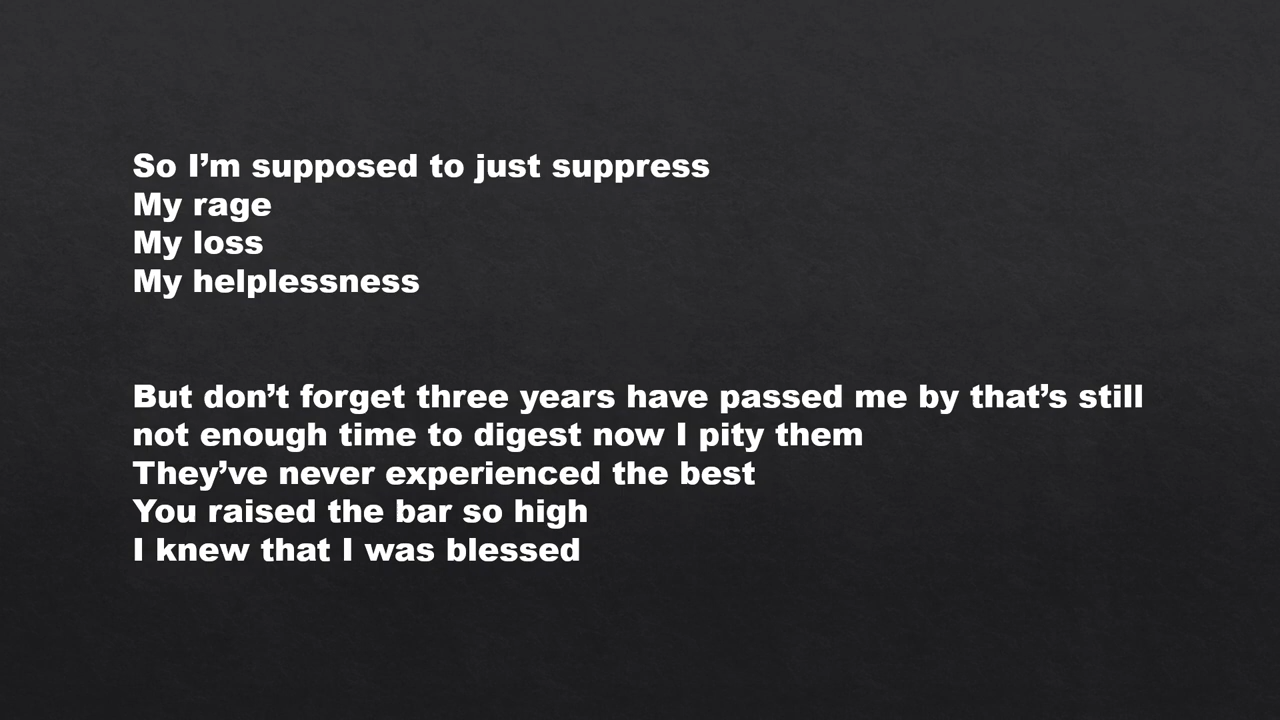 So I’m supposed to just suppress
My rage
My loss
My helplessness
But don’t forget three years have passed me by that’s still
not enough time to digest now I pity them
They’ve never experienced the best
You raised the bar so high
I knew that I was blessed